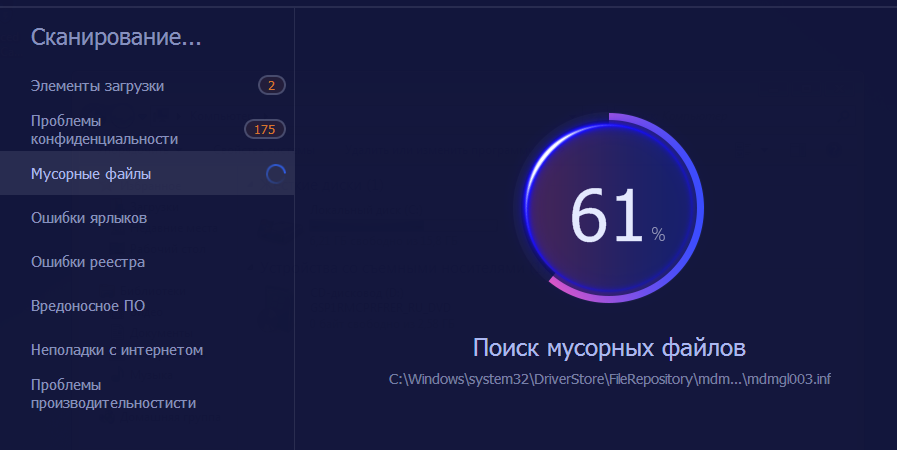 Сканирование...
Элементы загрузки 2
Проблемы
конфиденциальности 175
Мусорные файлы
Ошибки ярлыков
Ошибки реестра
Вредоносное ПО
Неполадки с интернетом
Проблемы
производительностисти
61 %
Поиск мусорных файлов
C:\Windows\system32\DriverStore\FileRepository\mdm...\mdmgl003.inf